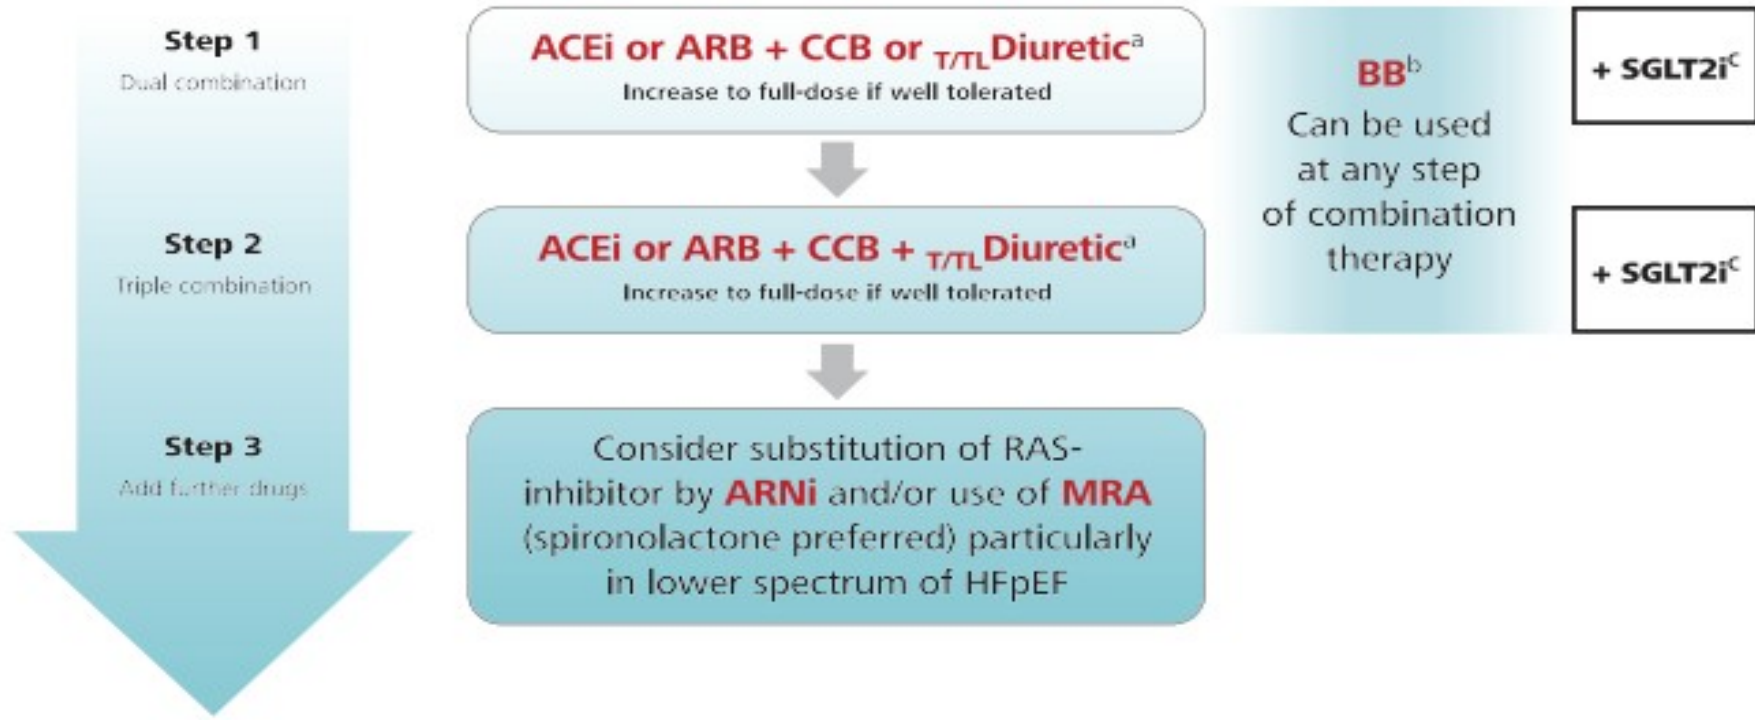 Step 1
Dual combination
ACEi or ARB + CCB or T/TLDiureticᵃ
Increase to full-dose if well tolerated
BBᵇ
Can be used
at any step
of combination
therapy
+ SGLT2iᶜ
Step 2
Triple combination
ACEi or ARB + CCB + T/TLDiureticᵃ
Increase to full-dose if well tolerated
+ SGLT2iᶜ
Step 3
Add further drugs
Consider substitution of RAS-
inhibitor by ARNi and/or use of MRA
(spironolactone preferred) particularly
in lower spectrum of HFpEF